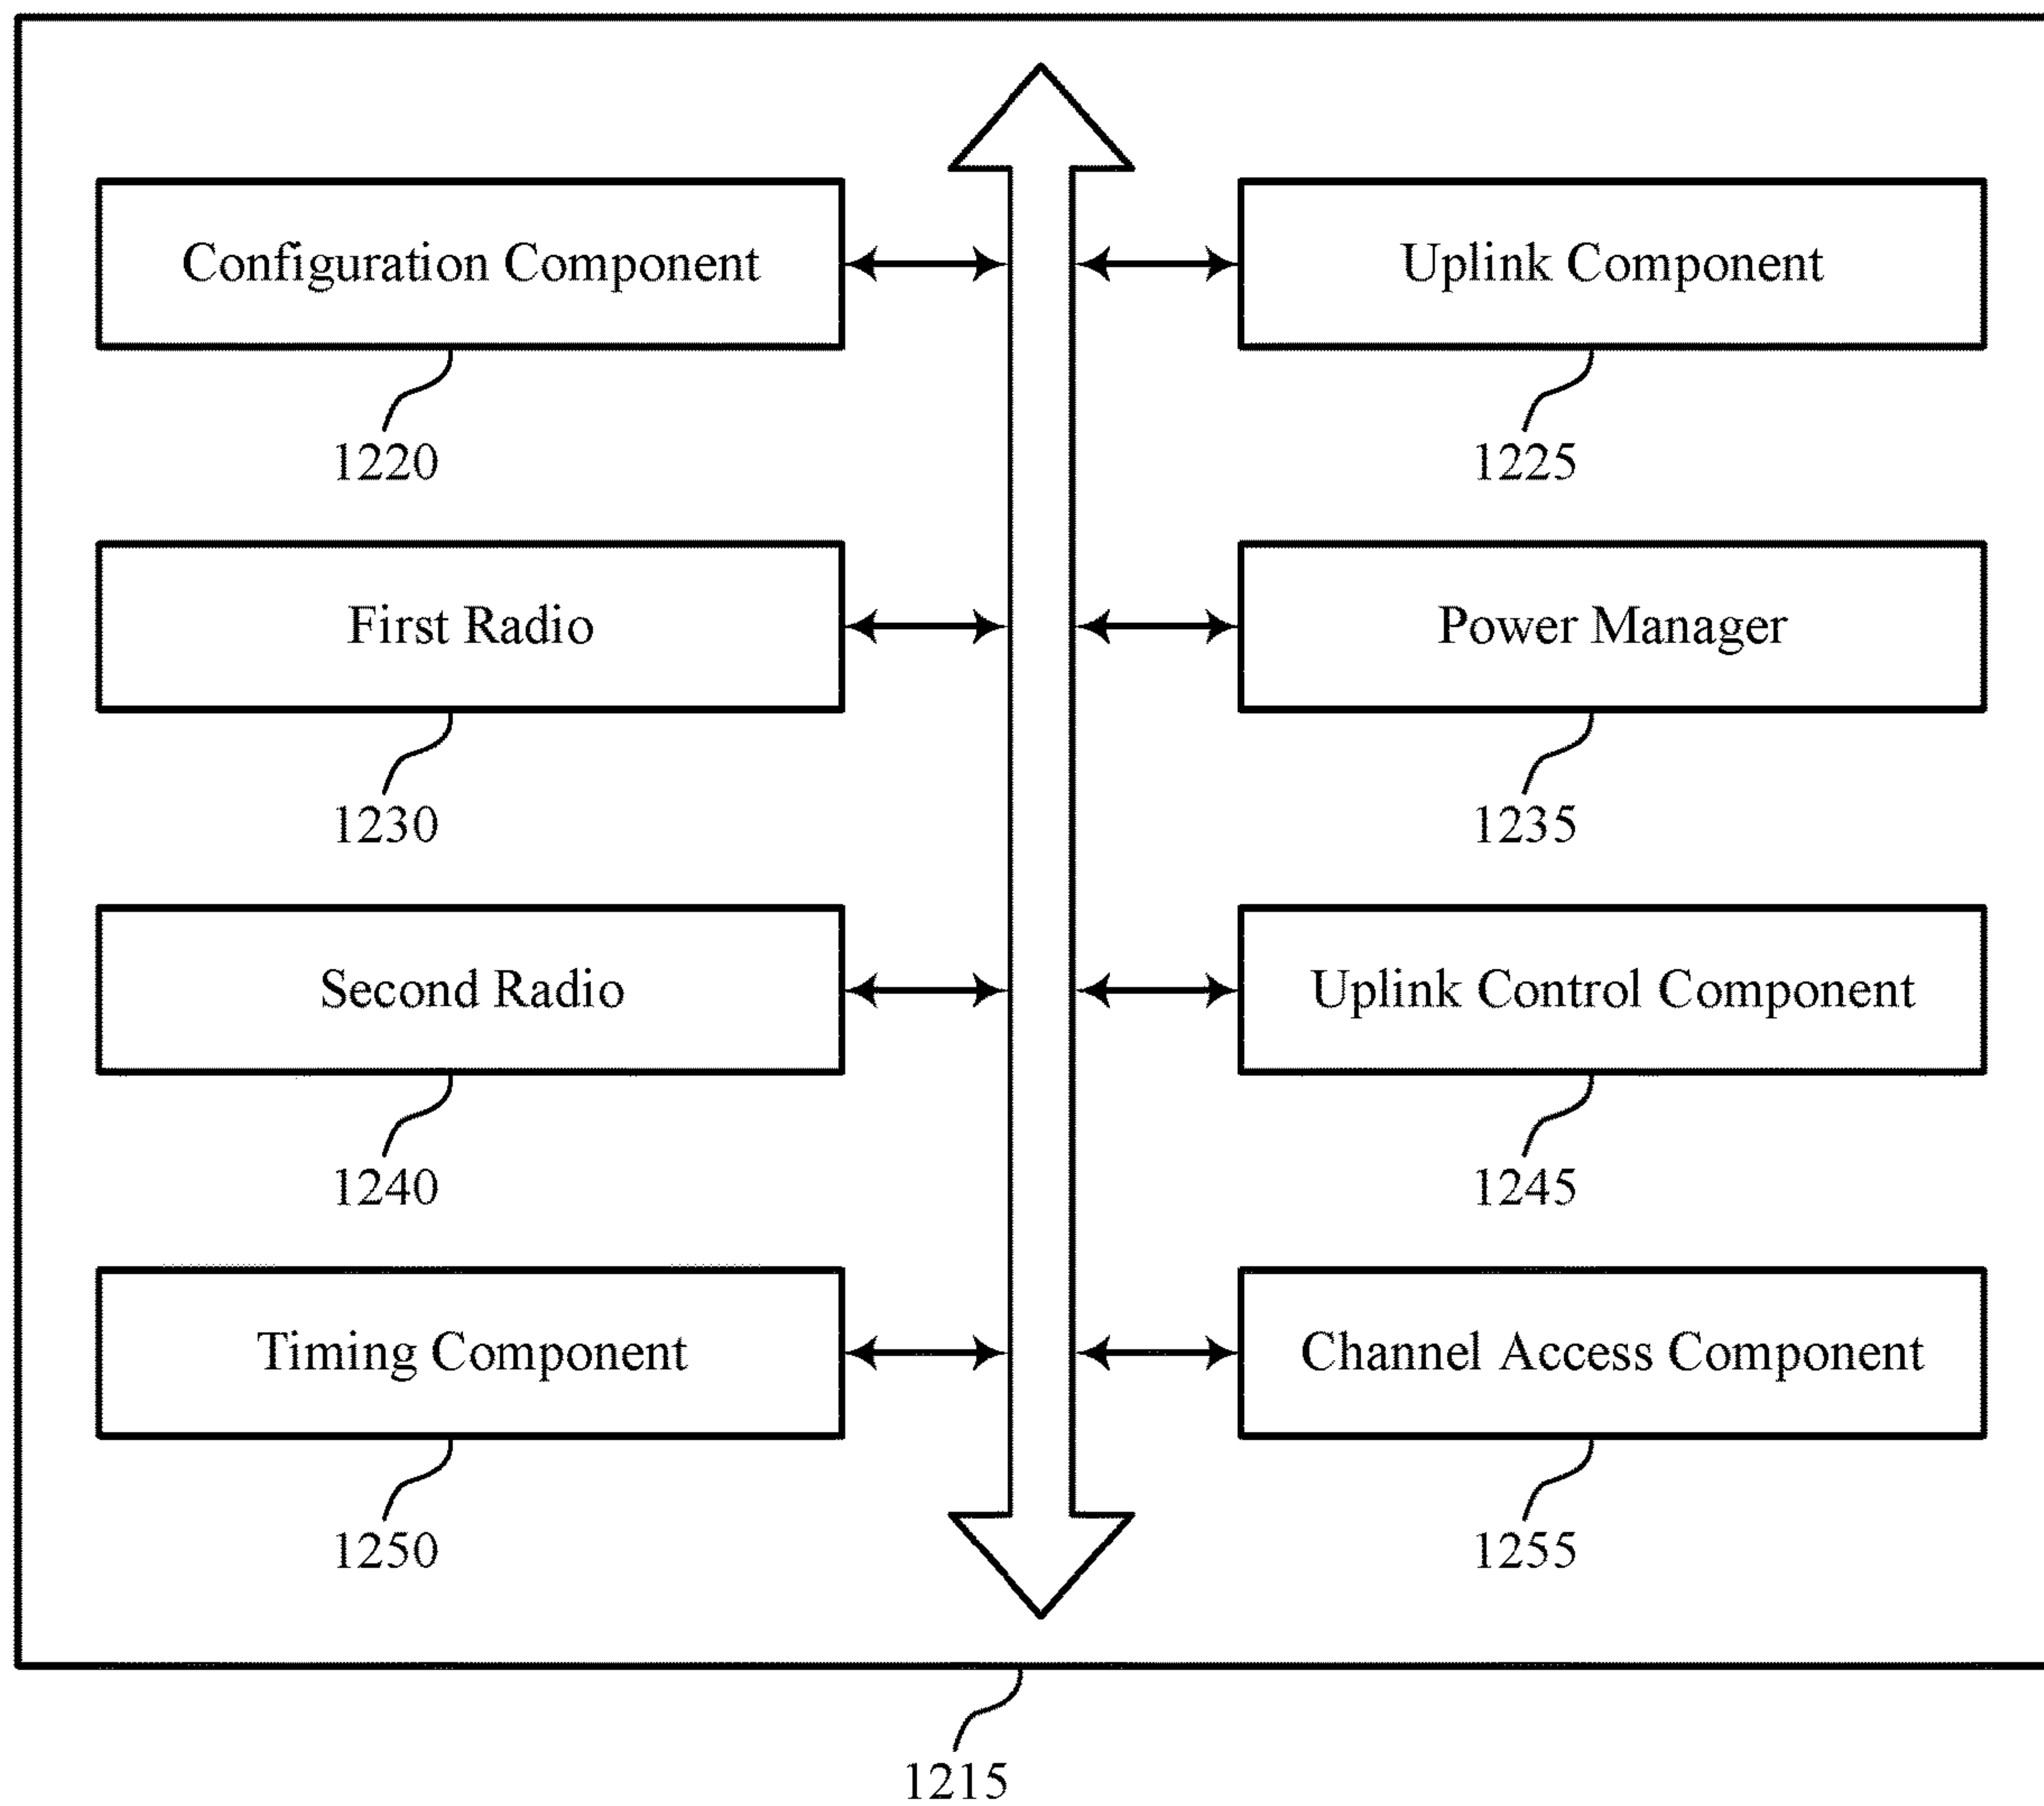 Configuration Component
Uplink Component
1220
1225
First Radio
Power Manager
1230
1235
Second Radio
Uplink Control Component
1240
1245
Timing Component
Channel Access Component
1250
1255
1215